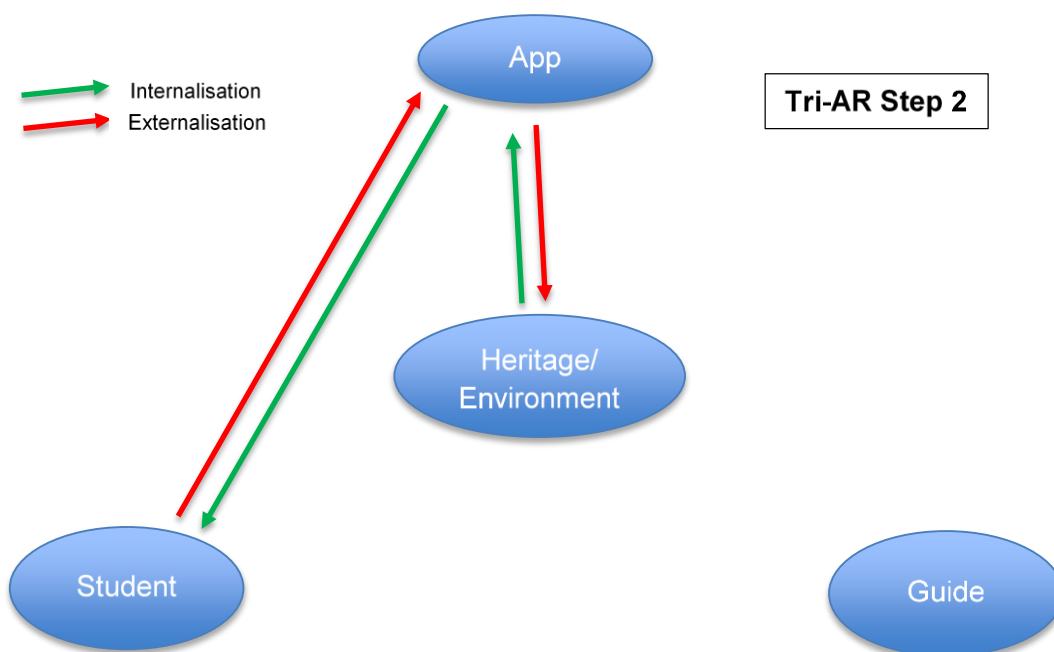 App
Internalisation
Externalisation
Tri-AR Step 2
Heritage/
Environment
Student
Guide